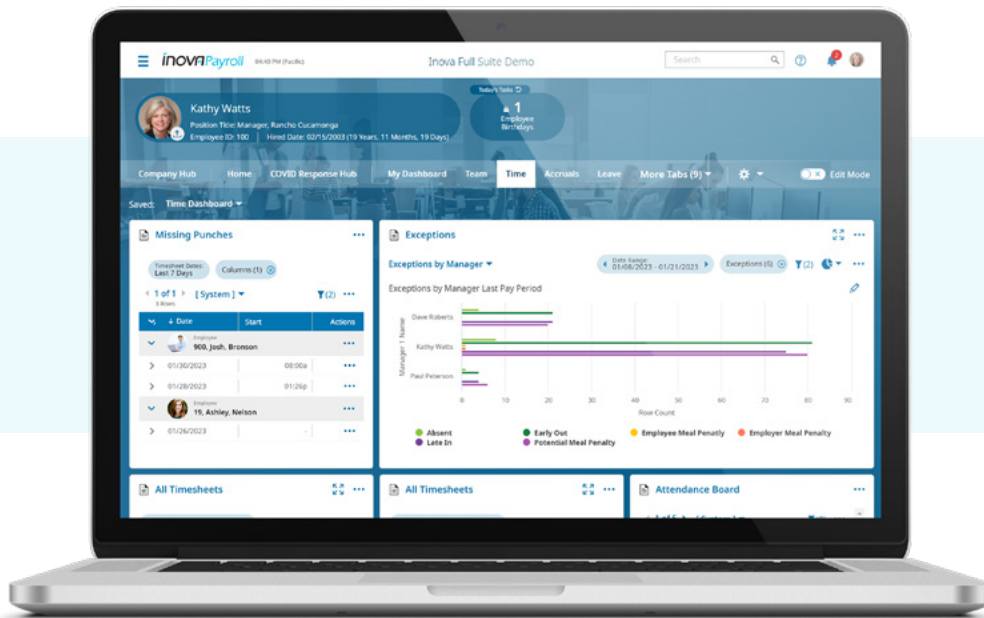 İNOVAPayroll
04:40 PM (Pacific)
Inova Full Suite Demo
Search
2
Kathy Watts
Position Title: Manager, Rancho Cucamonga
Employee ID: 100 | Hired Date: 02/15/2003 (19 Years, 11 Months, 19 Days)
Today's Tasks
1
Employee
Birthdays
Company Hub Home COVID Response Hub My Dashboard Team Time Accruals Leave More Tabs (9) Edit Mode
Saved: Time Dashboard
Missing Punches
Timesheet Dates:
Last 7 Days
Columns (1)
1 of 1 [ System ] (2)
3 Rows
Date Start Actions
Employee
900, Josh, Bronson
01/30/2023 08:00a
01/28/2023 01:26p
Employee
19, Ashley, Nelson
01/26/2023 -
Exceptions
Exceptions by Manager
Date Range:
01/08/2023 - 01/21/2023
Exceptions (6)
(2)
Exceptions by Manager Last Pay Period
Manager 1 Name
Dave Roberts
Kathy Watts
Paul Peterson
0 10 20 30 40 50 60 70 80 90
Row Count
Absent Early Out Employee Meal Penatly Employer Meal Penalty
Late In Potential Meal Penalty
All Timesheets
All Timesheets
Attendance Board